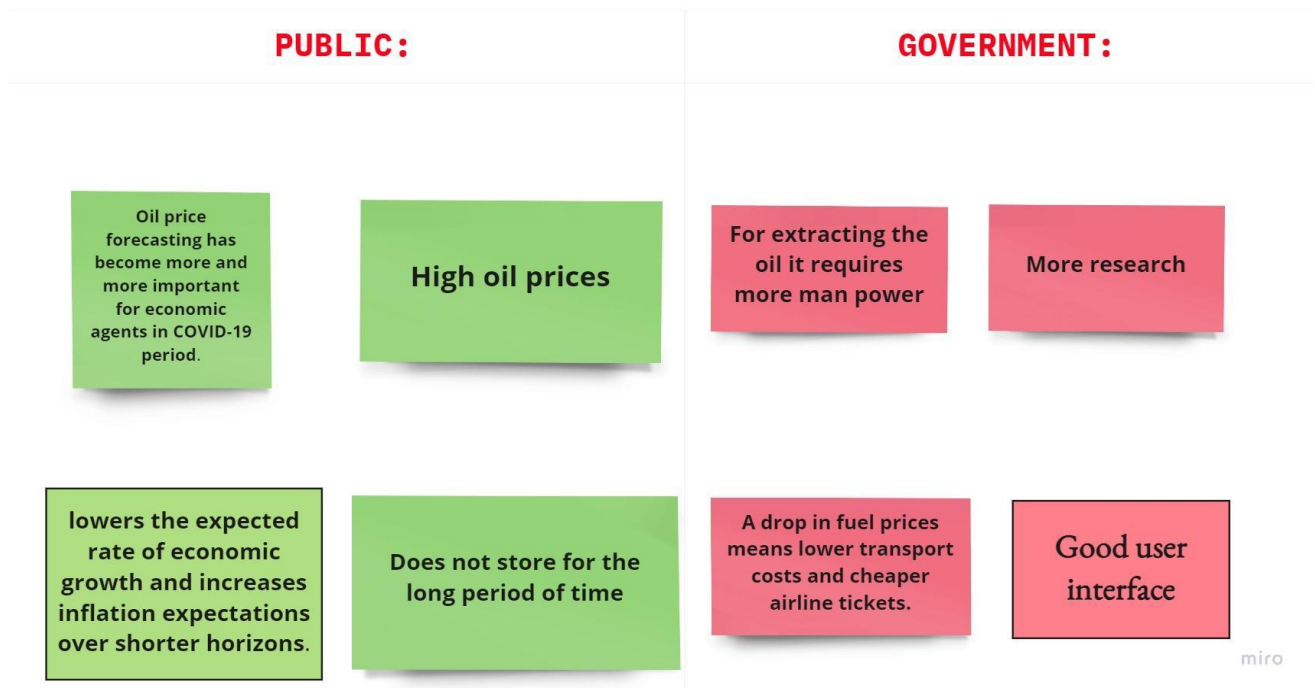 PUBLIC:
GOVERNMENT:
Oil price
forecasting has
become more and
more important
for economic
agents in COVID-19
period.
High oil prices
For extracting the
oil it requires
more man power
More research
lowers the expected
rate of economic
growth and increases
inflation expectations
over shorter horizons.
Does not store for the
long period of time
A drop in fuel prices
means lower transport
costs and cheaper
airline tickets.
Good user
interface
miro